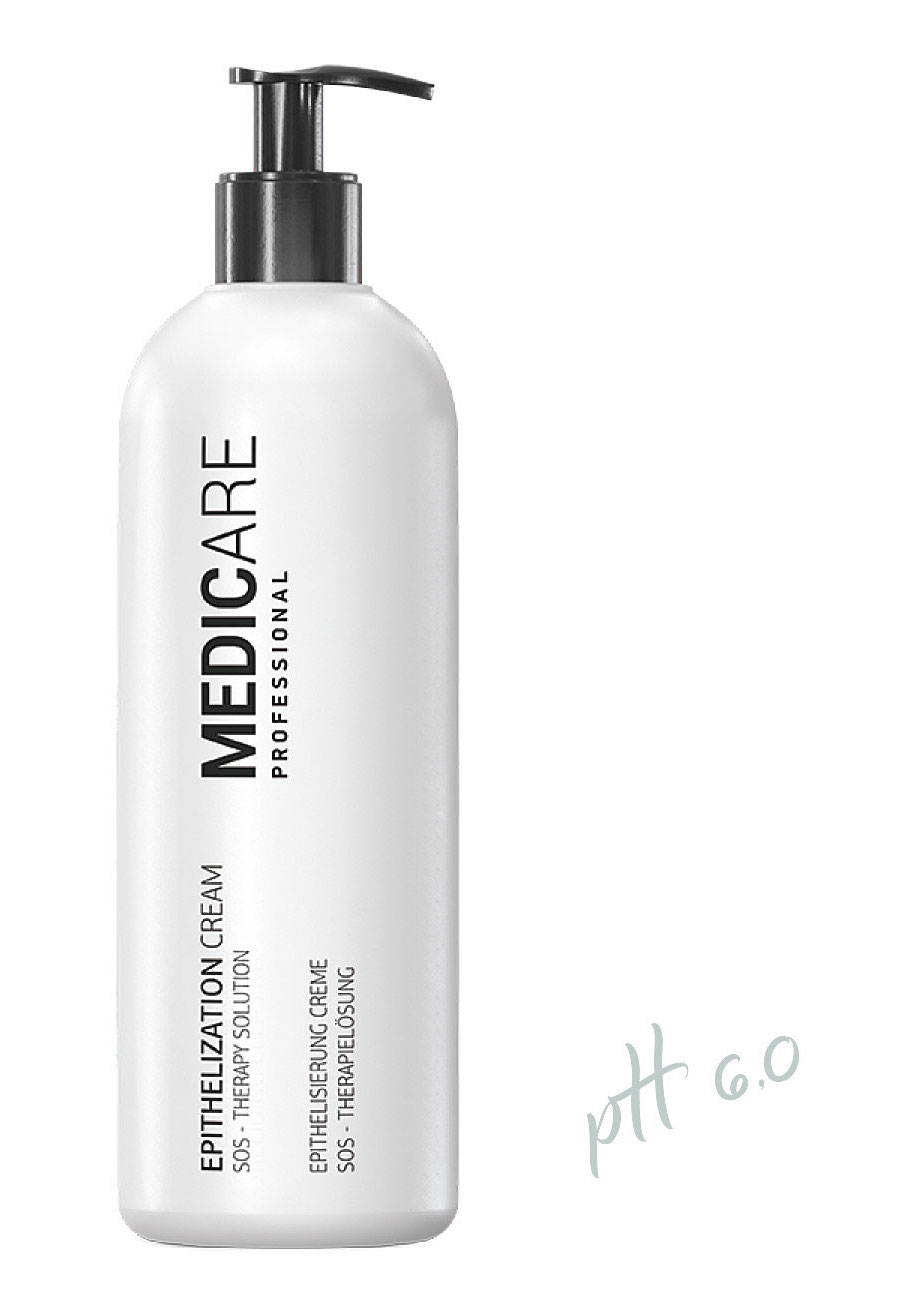 MEDICARE
PROFESSIONAL
EPITHELIZATION CREAM
SOS - THERAPY SOLUTION
EPITHELISIERUNG CREME
SOS - THERAPIELÖSUNG
pH 6.0